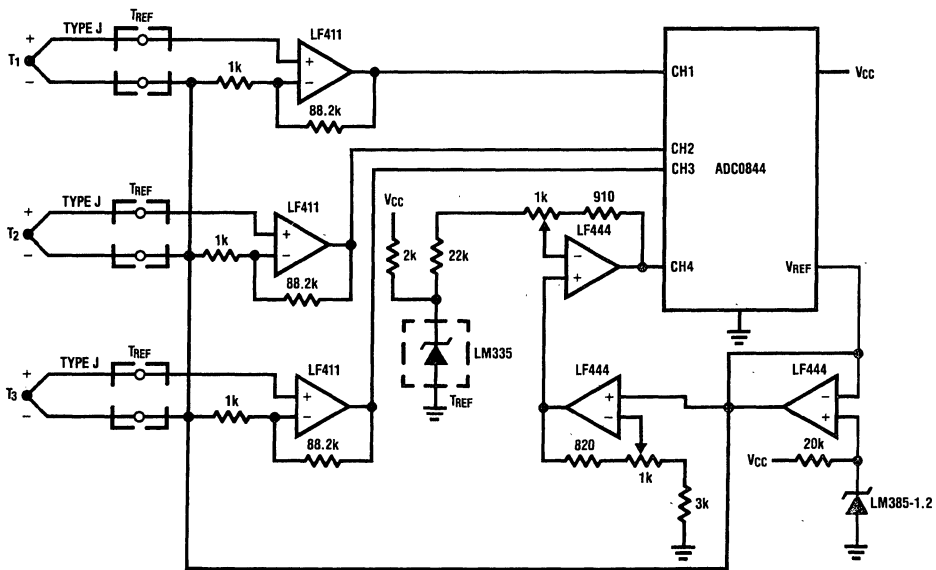 TYPE J
TREF
LF411
+
T1
−
1k
+
−
88.2k
CH1
VCC
CH2
CH3
ADC0844
TYPE J
TREF
LF411
+
T2
−
1k
+
−
88.2k
VCC
2k
22k
1k
910
LF444
−
+
CH4
VREF
LM335
TREF
TYPE J
TREF
LF411
+
T3
−
1k
+
−
88.2k
LF444
+
−
820
1k
3k
LF444
−
+
20k
VCC
LM385-1.2